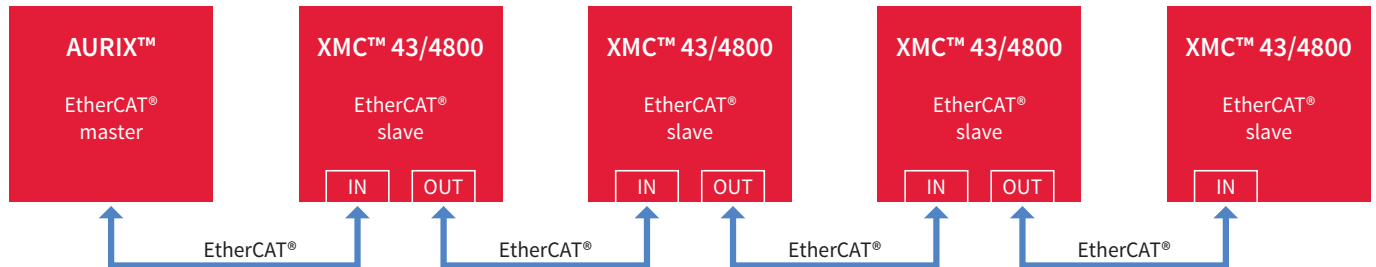 AURIX™
EtherCAT®
master
XMC™ 43/4800
EtherCAT®
slave
IN
OUT
XMC™ 43/4800
EtherCAT®
slave
IN
OUT
XMC™ 43/4800
EtherCAT®
slave
IN
OUT
XMC™ 43/4800
EtherCAT®
slave
IN
EtherCAT®
EtherCAT®
EtherCAT®
EtherCAT®